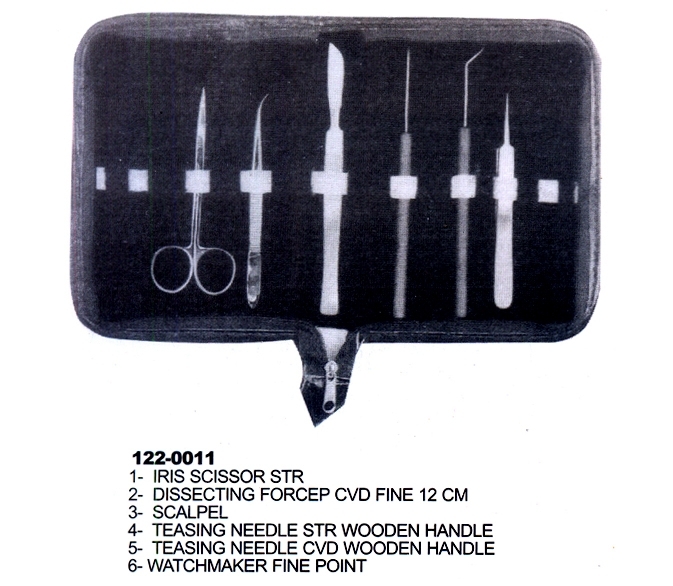 122-0011
1- IRIS SCISSOR STR
2- DISSECTING FORCEP CVD FINE 12 CM
3- SCALPEL
4- TEASING NEEDLE STR WOODEN HANDLE
5- TEASING NEEDLE CVD WOODEN HANDLE
6- WATCHMAKER FINE POINT